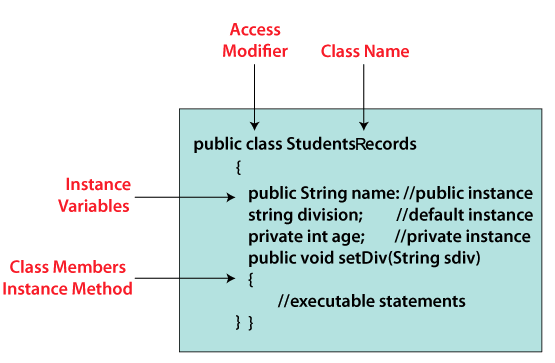 Access
Modifier
Class Name
public class StudentsRecords
{
Instance
Variables
public String name: //public instance
string division; //default instance
private int age; //private instance
public void setDiv(String sdiv)
Class Members
Instance Method
{
//executable statements
} }